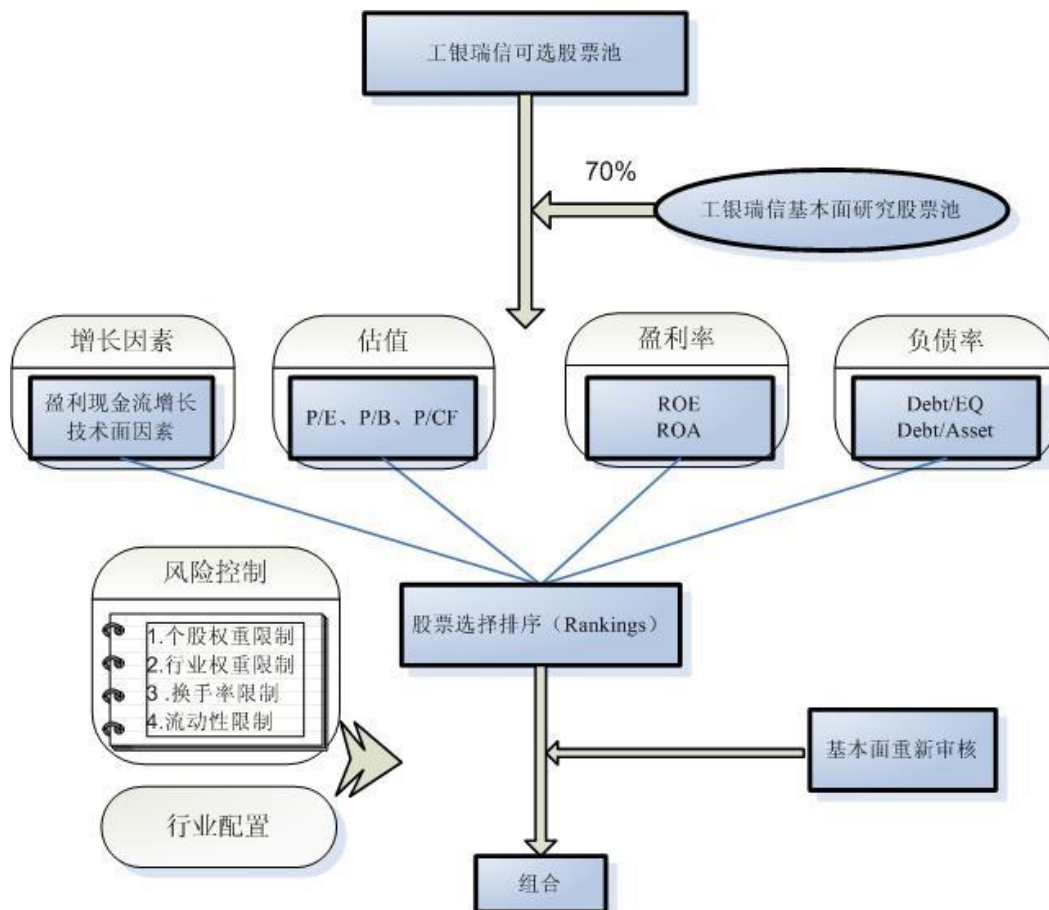 工银瑞信可选股票池
70%
工银瑞信基本面研究股票池
增长因素
盈利现金流增长
技术面因素
估值
P/E、P/B、P/CF
盈利率
ROE
ROA
负债率
Debt/EQ
Debt/Asset
风险控制
1.个股权重限制
2.行业权重限制
3.换手率限制
4.流动性限制
行业配置
股票选择排序（Rankings）
基本面重新审核
组合